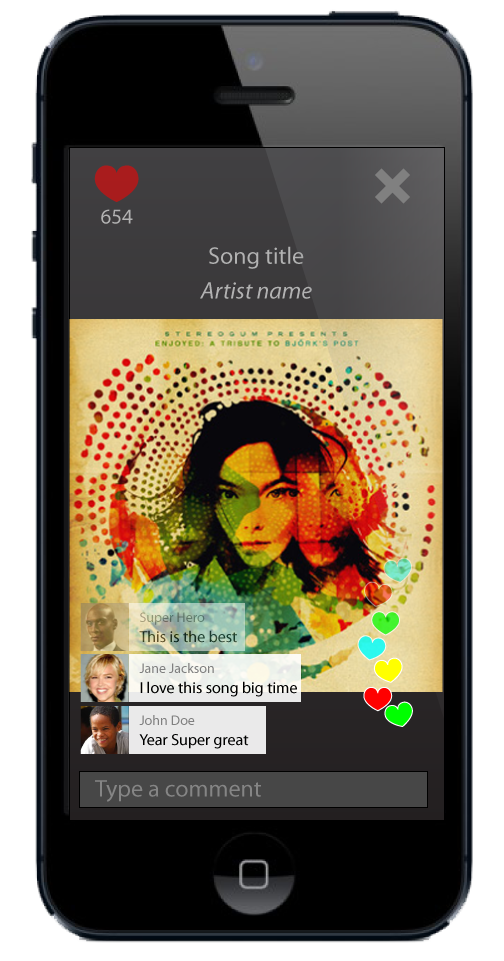 654
Song title
Artist name
STEREOGUM PRESENTS
ENJOYED: A TRIBUTE TO BJÖRK'S POST
Super Hero
This is the best
Jane Jackson
I love this song big time
John Doe
Year Super great
Type a comment